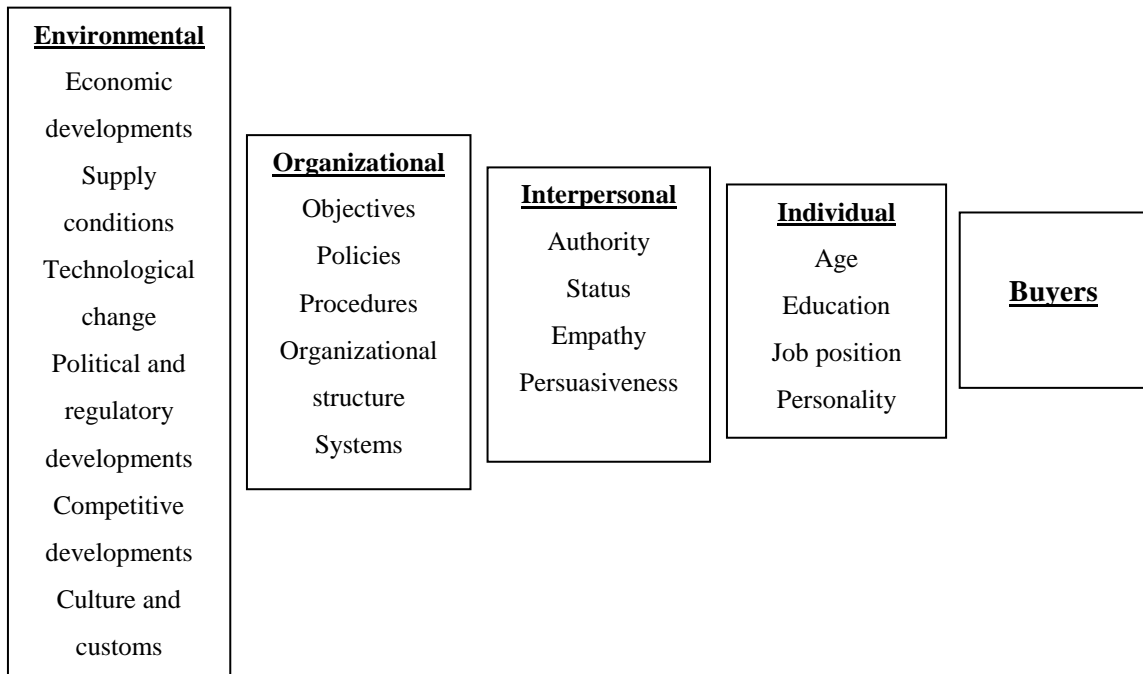 Environmental
Economic
developments
Supply
conditions
Technological
change
Political and
regulatory
developments
Competitive
developments
Culture and
customs
Organizational
Objectives
Policies
Procedures
Organizational
structure
Systems
Interpersonal
Authority
Status
Empathy
Persuasiveness
Individual
Age
Education
Job position
Personality
Buyers